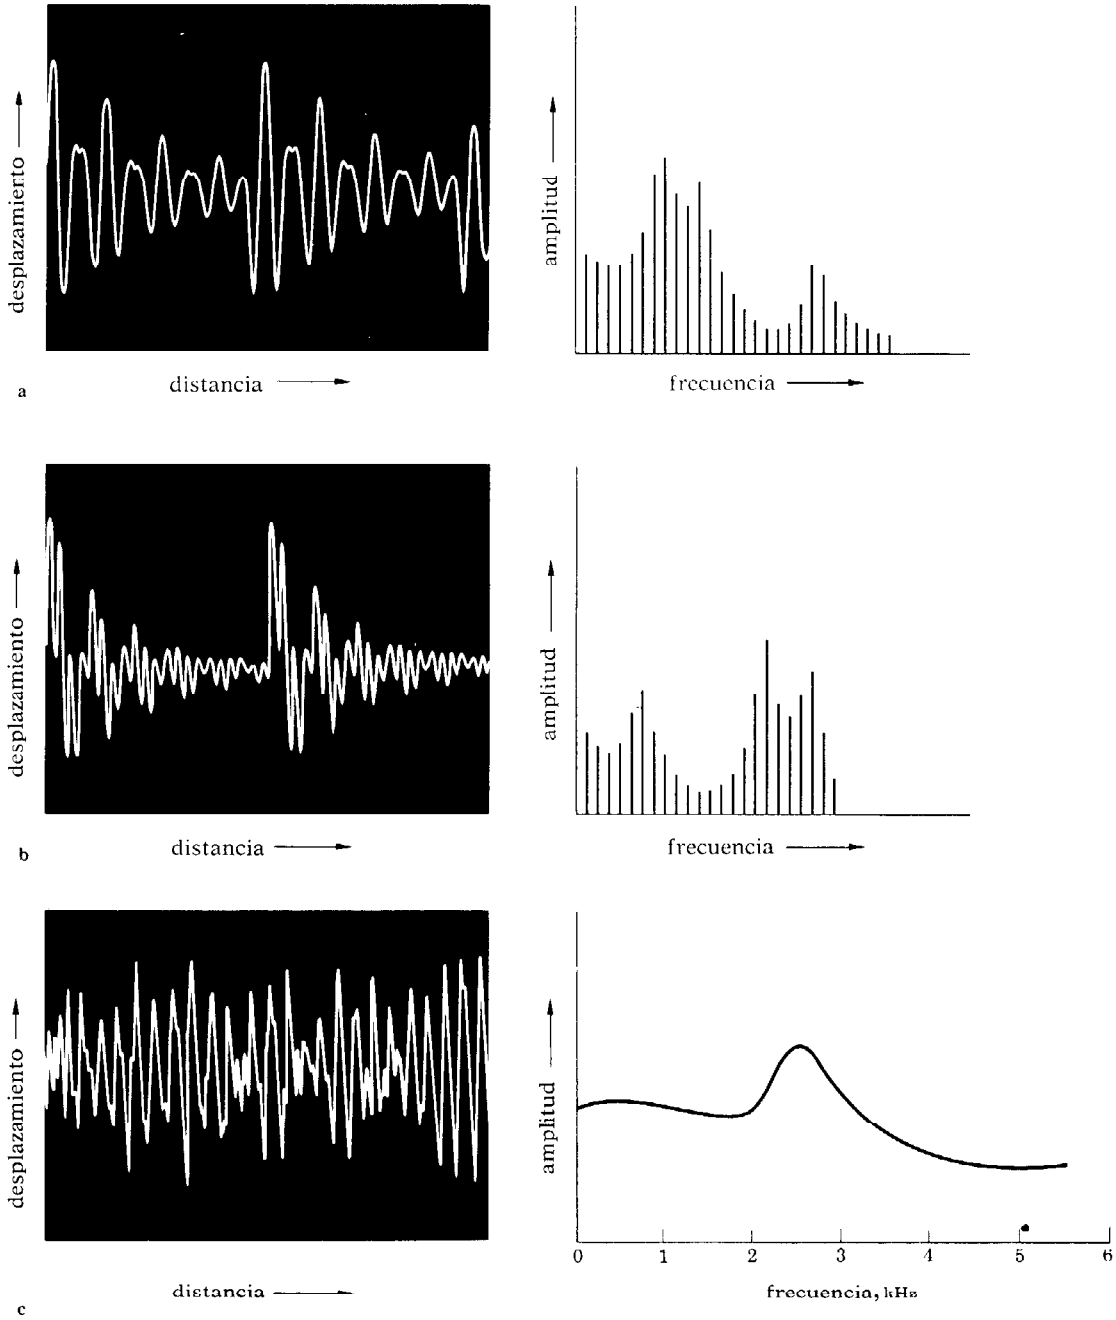 desplazamiento
distancia
a
amplitud
frecuencia
desplazamiento
distancia
b
amplitud
frecuencia
desplazamiento
distancia
c
amplitud
0 1 2 3 4 5 6
frecuencia, kHz